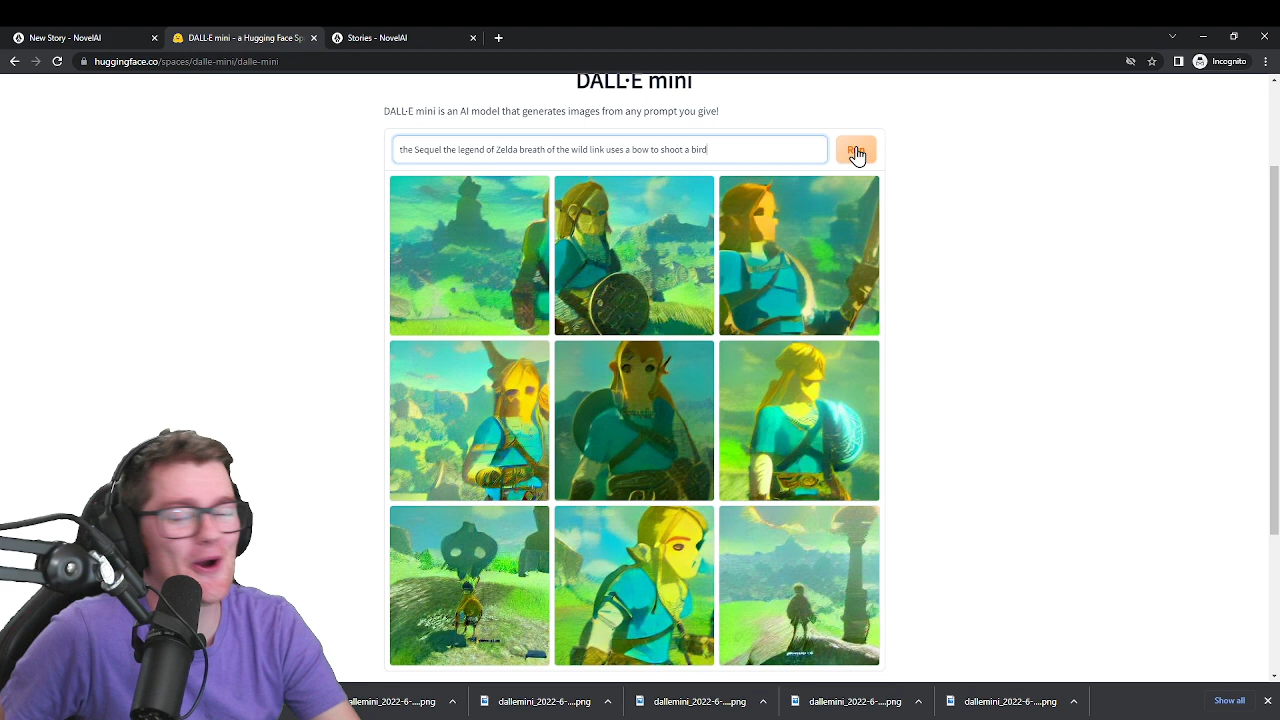 New Story - NovelAI
DALL·E mini - a Hugging Face Sp
Stories - NovelAI
huggingface.co/spaces/dalle-mini/dalle-mini
Incognito
DALL·E mini
DALL·E mini is an AI model that generates images from any prompt you give!
the Sequel the legend of Zelda breath of the wild link uses a bow to shoot a bird
Run
dallemini_2022-6-....png
dallemini_2022-6-....png
dallemini_2022-6-....png
dallemini_2022-6-....png
dallemini_2022-6-....png
Show all